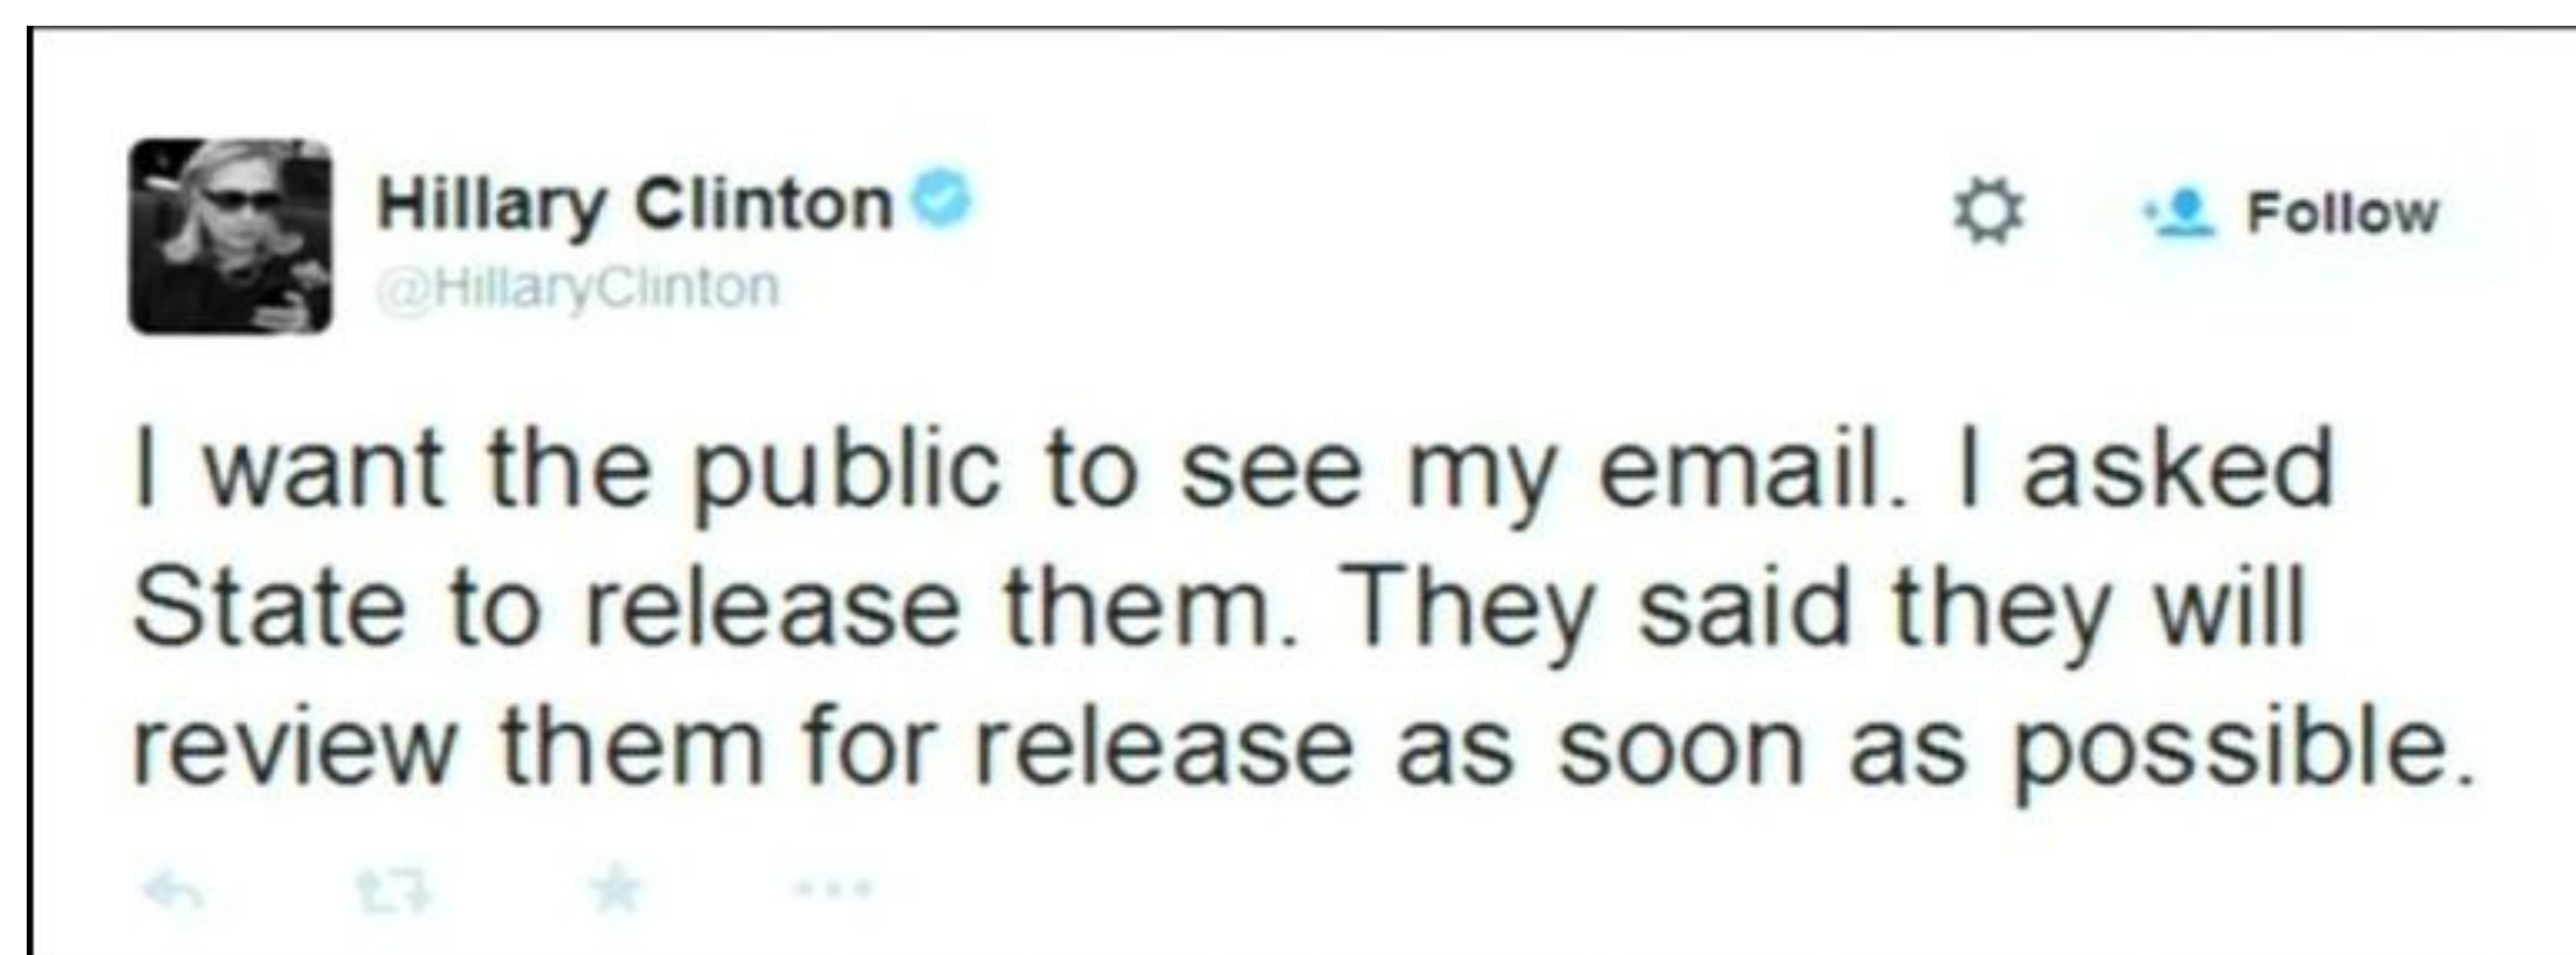 Hillary Clinton
@HillaryClinton
Follow
I want the public to see my email. I asked
State to release them. They said they will
review them for release as soon as possible.